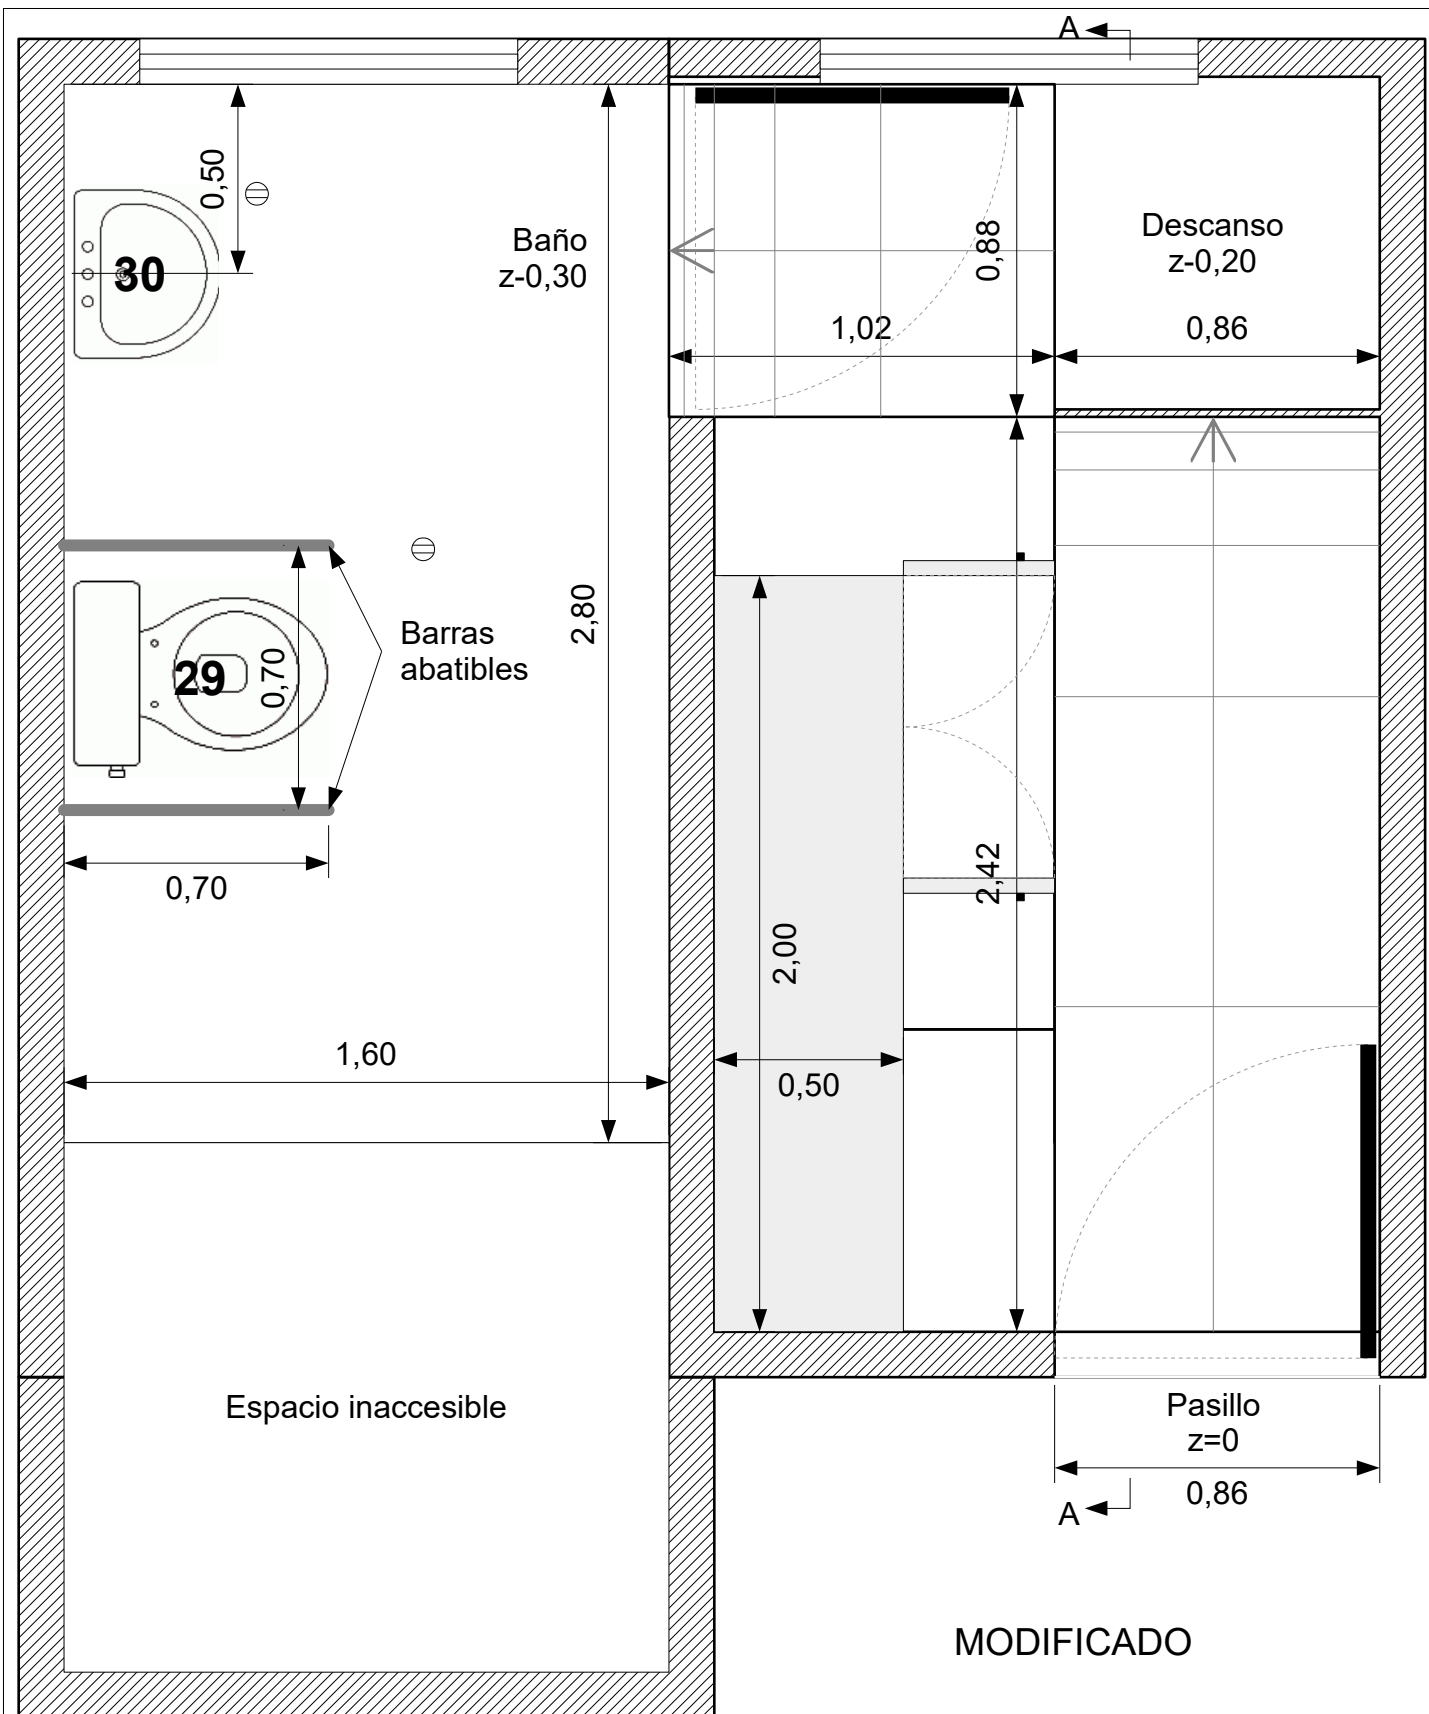 A
0,50
30
Baño
z-0,30
0,88
Descanso
z-0,20
1,02
0,86
2,80
Barras
abatibles
29
0,70
0,70
2,42
2,00
1,60
0,50
Espacio inaccesible
Pasillo
z=0
0,86
A
MODIFICADO